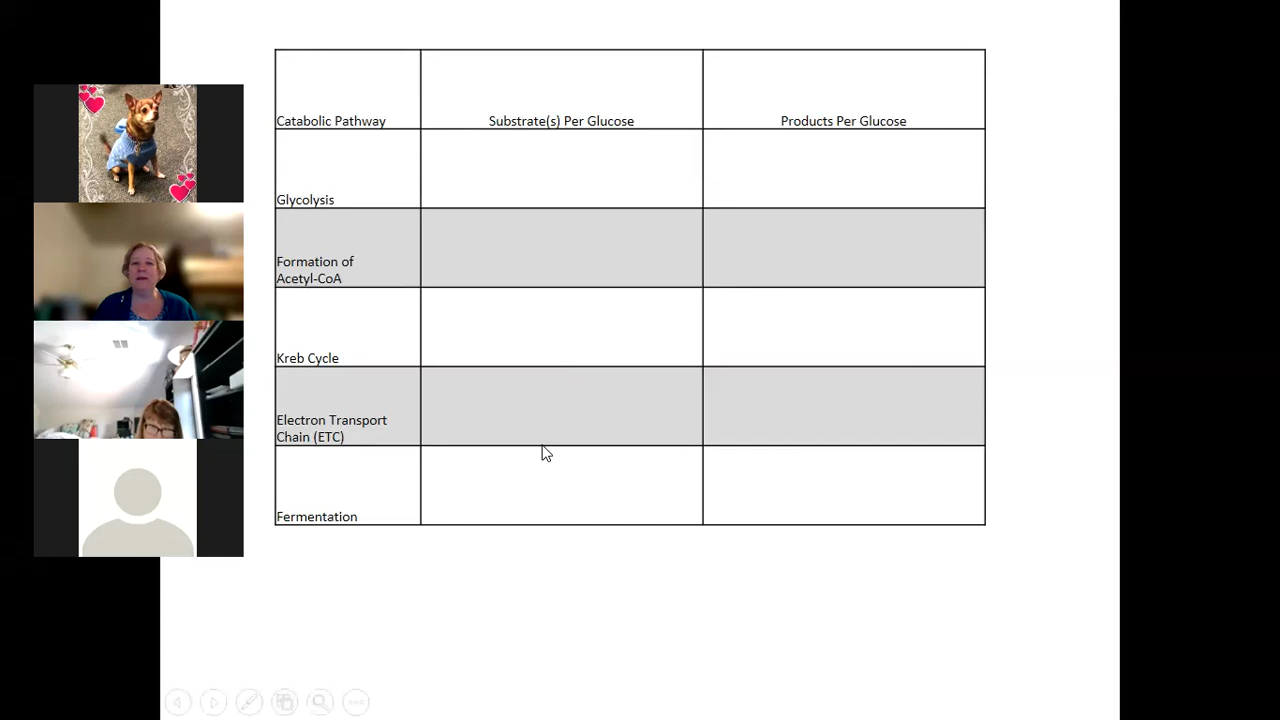 Catabolic Pathway
Substrate(s) Per Glucose
Products Per Glucose
Glycolysis
Formation of
Acetyl-CoA
Kreb Cycle
Electron Transport
Chain (ETC)
Fermentation